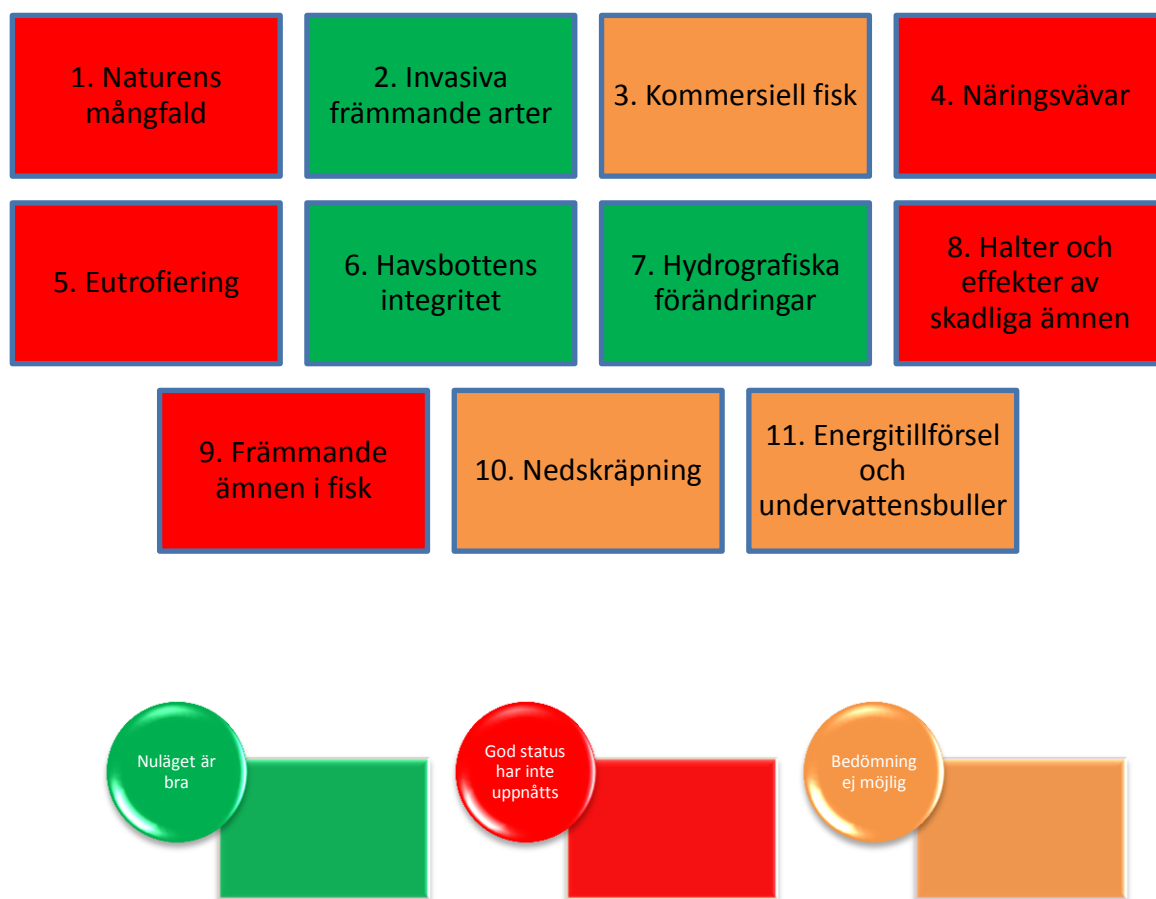 1. Naturens
mångfald
2. Invasiva
främmande arter
3. Kommersiell fisk
4. Näringsvävar
5. Eutrofiering
6. Havsbottens
integritet
7. Hydrografiska
förändringar
8. Halter och
effekter av
skadliga ämnen
9. Främmande
ämnen i fisk
10. Nedskräpning
11. Energitillförsel
och
undervattensbuller
Nuläget är
bra
God status
har inte
uppnåtts
Bedömning
ej möjlig